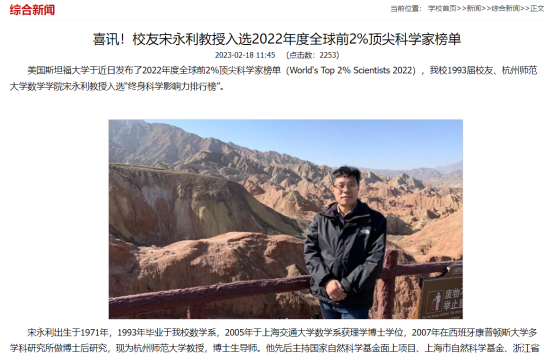 综合新闻
当前位置： 学校首页>>新闻>>综合新闻>>正文
喜讯！校友宋永利教授入选2022年度全球前2%顶尖科学家榜单
2023-02-18 11:45 （点击数：2253）
美国斯坦福大学于近日发布了2022年度全球前2%顶尖科学家榜单（World's Top 2% Scientists 2022），我校1993届校友、杭州师范
大学数学学院宋永利教授入选“终身科学影响力排行榜”。
废物
举止
宋永利出生于1971年，1993年毕业于我校数学系，2005年于上海交通大学数学系获理学博士学位，2007年在西班牙康普顿斯大学多
学科研究所做博士后研究，现为杭州师范大学教授，博士生导师。他先后主持国家自然科学基金面上项目、上海市自然科学基金、浙江省